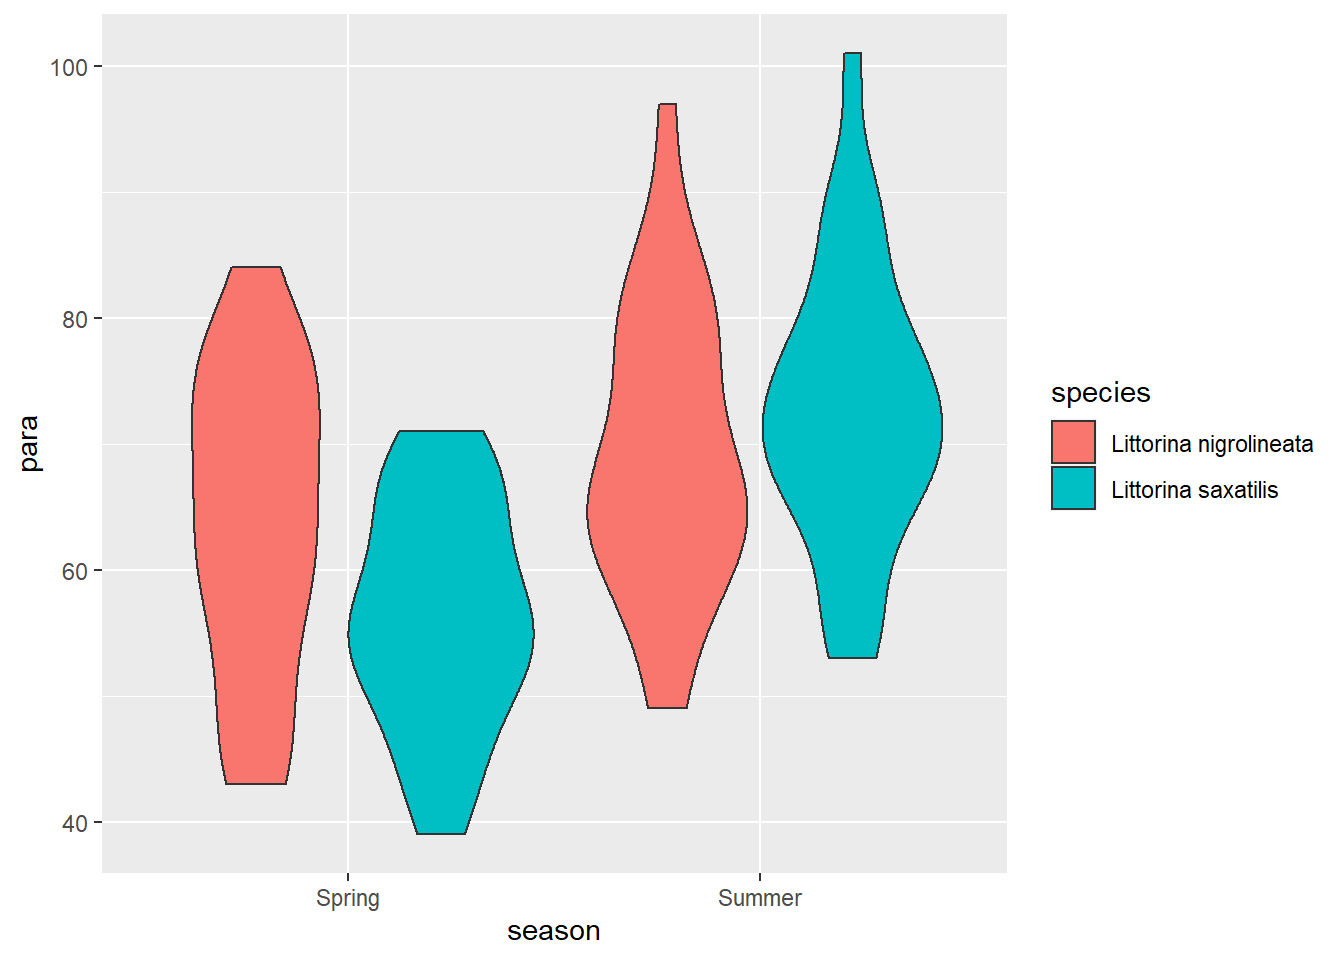 100
80
60
40
para
Spring
Summer
season
species
Littorina nigrolineata
Littorina saxatilis